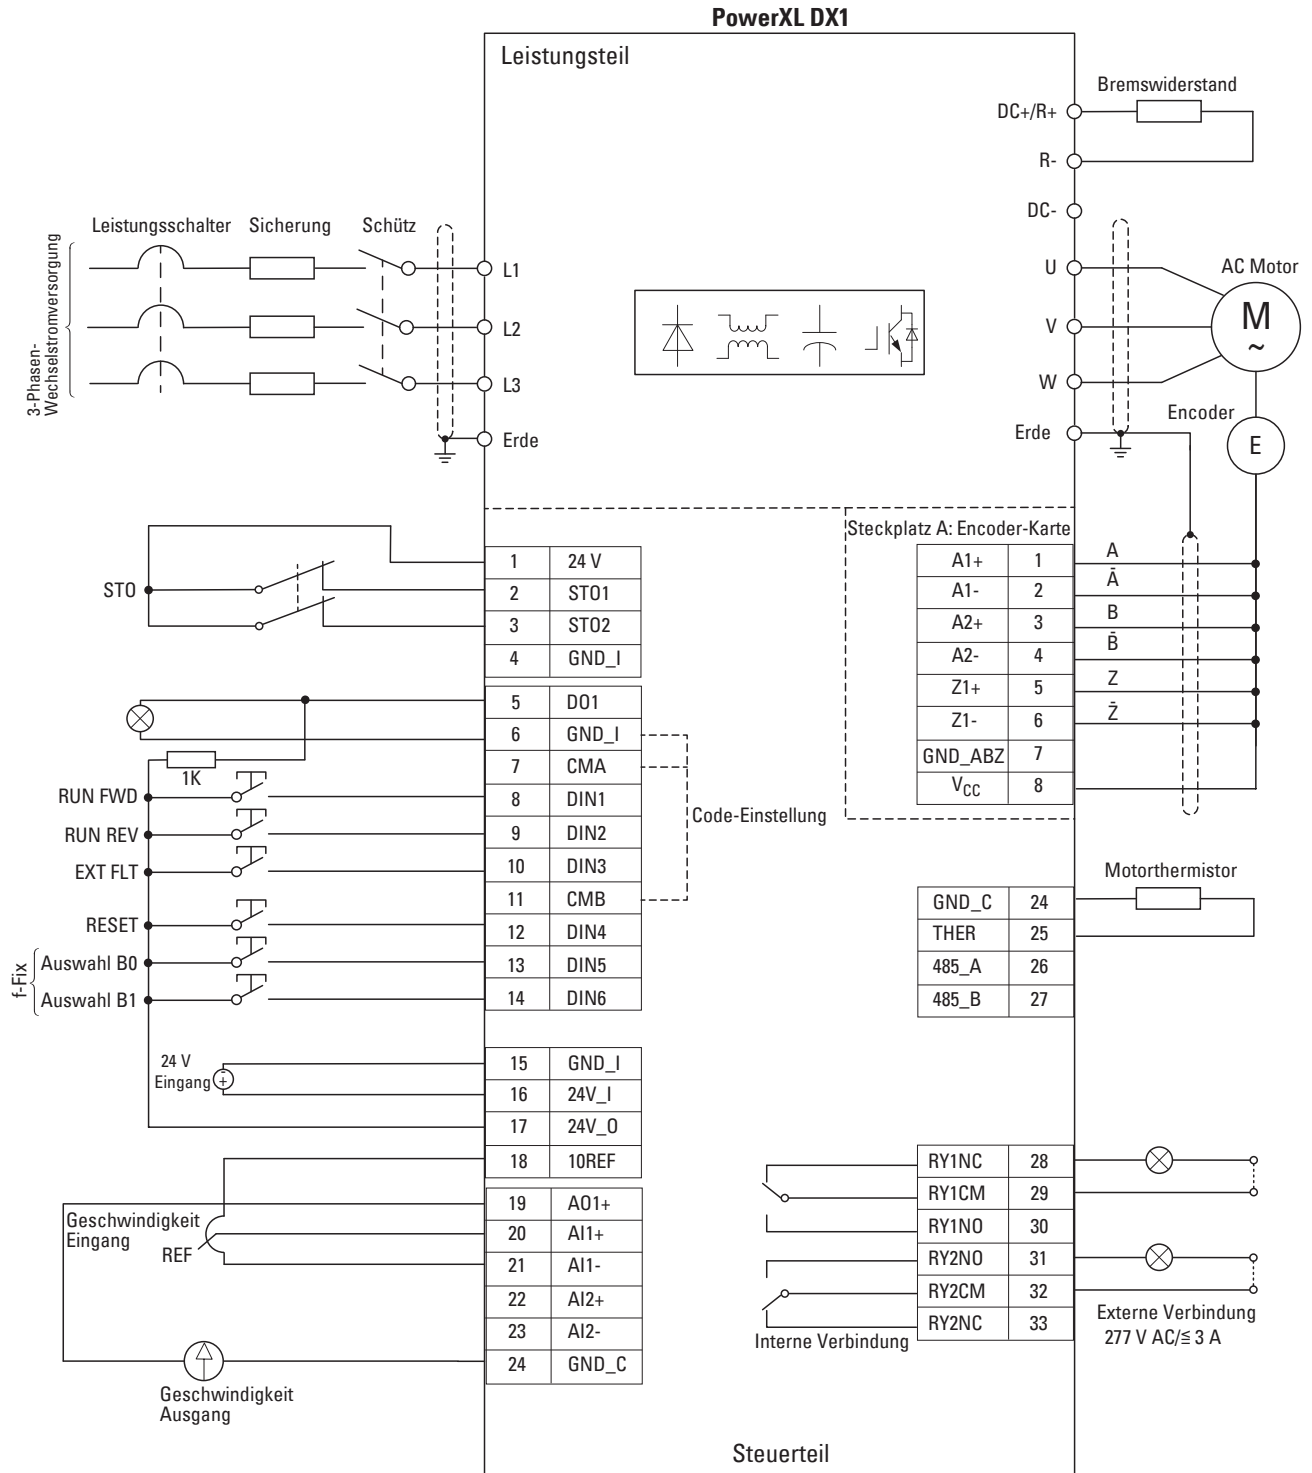 PowerXL DX1
Leistungsteil
Bremswiderstand
DC+/R+
R-
DC-
Leistungsschalter
Sicherung
Schütz
3-Phasen-
Wechselstromversorgung
L1
L2
L3
Erde
U
V
W
Erde
AC Motor
M
~
Encoder
E
Steckplatz A: Encoder-Karte
A1+ 1 A
A1- 2 Ā
A2+ 3 B
A2- 4 B̄
Z1+ 5 Z
Z1- 6 Z̄
GND_ABZ 7
VCC 8
STO
1 24 V
2 STO1
3 STO2
4 GND_I
5 DO1
6 GND_I
7 CMA
8 DIN1
9 DIN2
10 DIN3
11 CMB
12 DIN4
13 DIN5
14 DIN6
1K
RUN FWD
RUN REV
EXT FLT
RESET
f-Fix
Auswahl B0
Auswahl B1
Code-Einstellung
Motorthermistor
GND_C 24
THER 25
485_A 26
485_B 27
24 V
Eingang
-
+
15 GND_I
16 24V_I
17 24V_O
18 10REF
19 AO1+
20 AI1+
21 AI1-
22 AI2+
23 AI2-
24 GND_C
Geschwindigkeit
Eingang
REF
Geschwindigkeit
Ausgang
RY1NC 28
RY1CM 29
RY1NO 30
RY2NO 31
RY2CM 32
RY2NC 33
Interne Verbindung
Externe Verbindung
277 V AC/≦ 3 A
Steuerteil